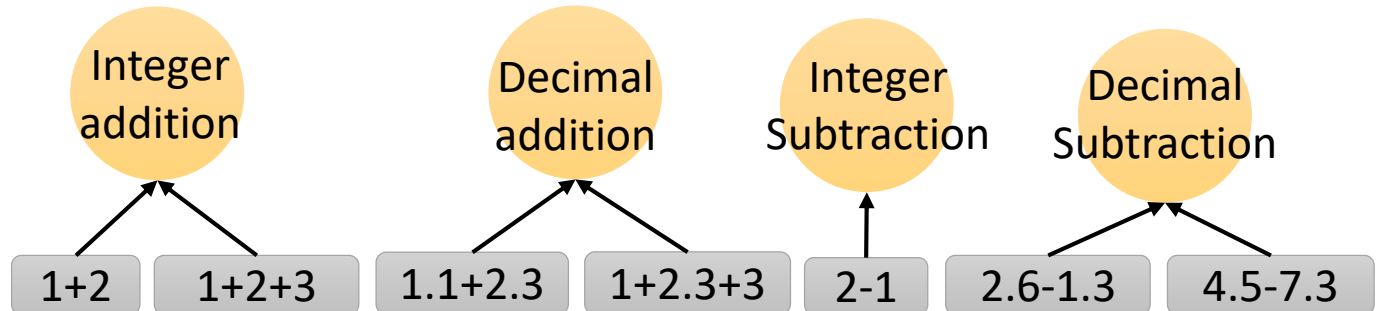 Integer
addition
Decimal
addition
Integer
Subtraction
Decimal
Subtraction
1+2
1+2+3
1.1+2.3
1+2.3+3
2-1
2.6-1.3
4.5-7.3